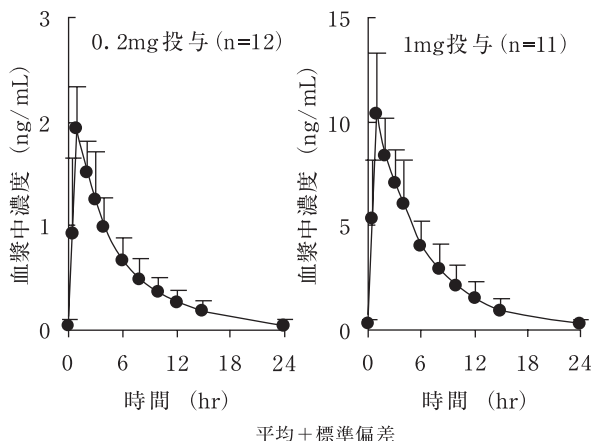 0.2mg投与 (n=12)
血漿中濃度 (ng/mL)
3
2
1
0
0 6 12 18 24
時間 (hr)
1mg投与 (n=11)
血漿中濃度 (ng/mL)
15
10
5
0
0 6 12 18 24
時間 (hr)
平均+標準偏差